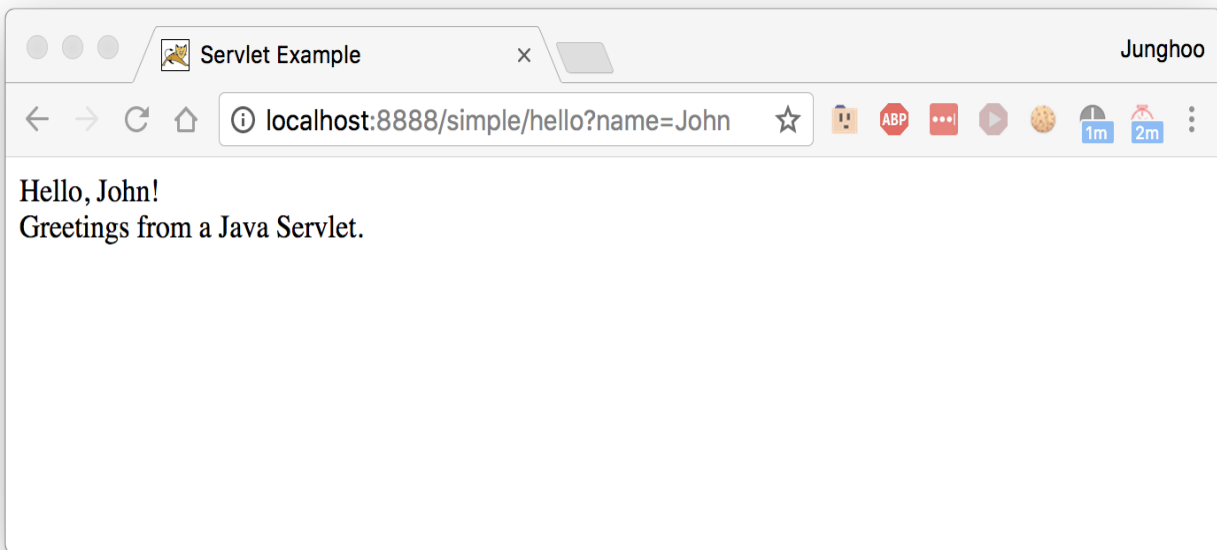 Servlet Example
Junghoo
localhost:8888/simple/hello?name=John
ABP
1m
2m
Hello, John!
Greetings from a Java Servlet.